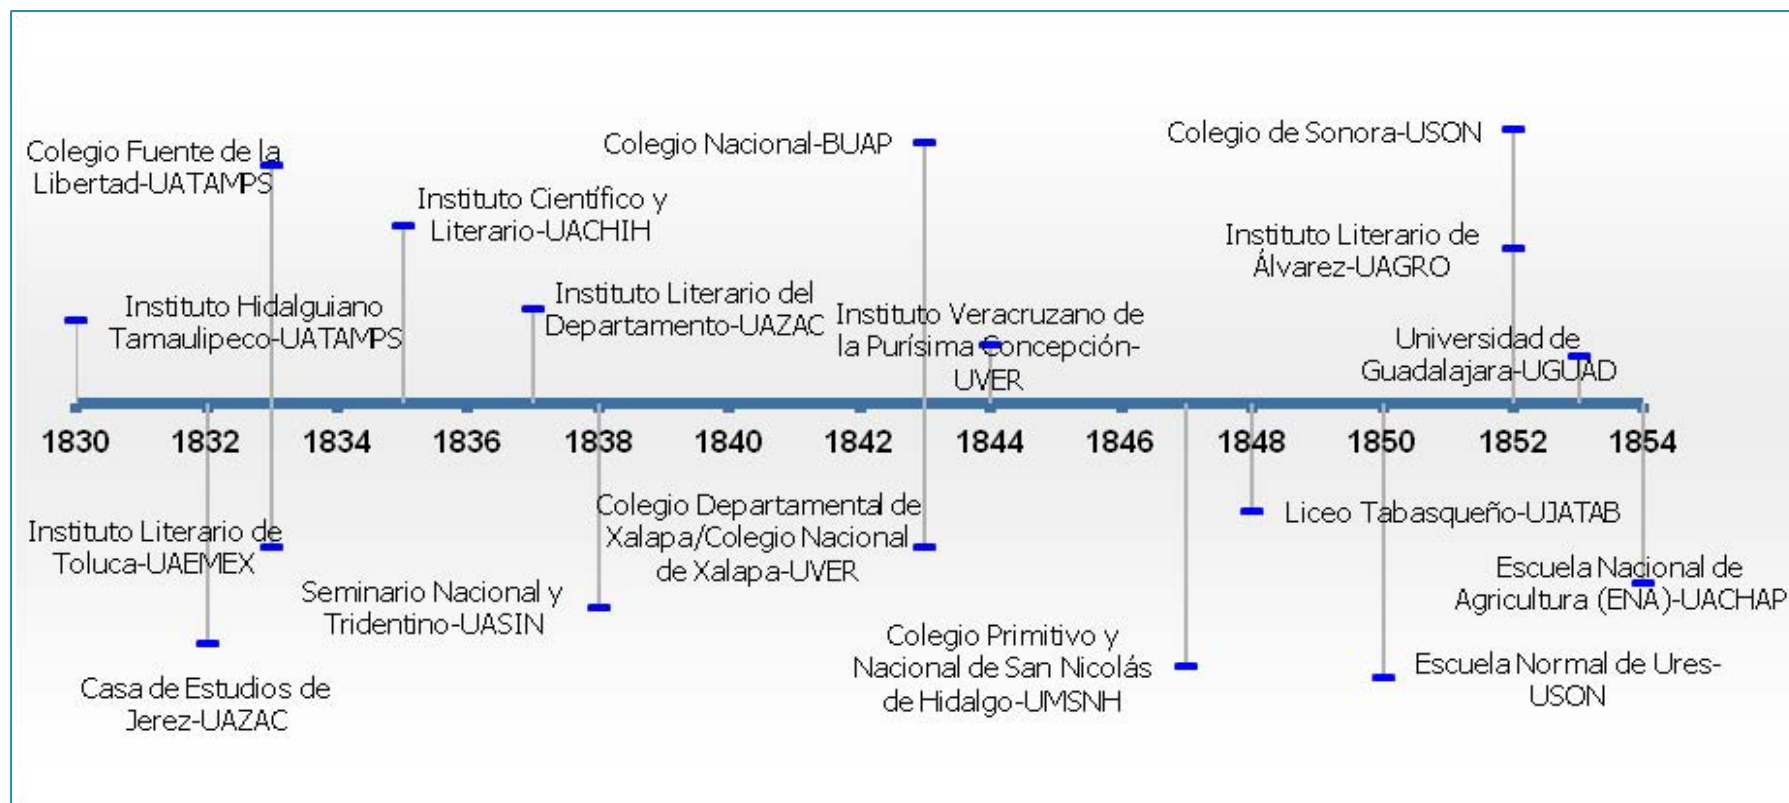 Colegio Fuente de la
Libertad-UATAMPS
Instituto Hidalguiano
Tamaulipeco-UATAMPS
Instituto Científico y
Literario-UACHIH
Instituto Literario del
Departamento-UAZAC
Colegio Nacional-BUAP
Instituto Veracruzano de
la Purísima Concepción-
UVER
Colegio de Sonora-USON
Instituto Literario de
Álvarez-UAGRO
Universidad de
Guadalajara-UGUAD
1830 1832 1834 1836 1838 1840 1842 1844 1846 1848 1850 1852 1854
Instituto Literario de
Toluca-UAEMEX
Casa de Estudios de
Jerez-UAZAC
Seminario Nacional y
Tridentino-UASIN
Colegio Departamental de
Xalapa/Colegio Nacional
de Xalapa-UVER
Colegio Primitivo y
Nacional de San Nicolás
de Hidalgo-UMSNH
Liceo Tabasqueño-UJATAB
Escuela Normal de Ures-
USON
Escuela Nacional de
Agricultura (ENA)-UACHAP